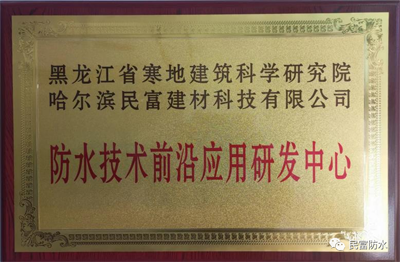 黑龙江省寒地建筑科学研究院
哈尔滨民富建材科技有限公司
防水技术前沿应用研发中心
民富防水